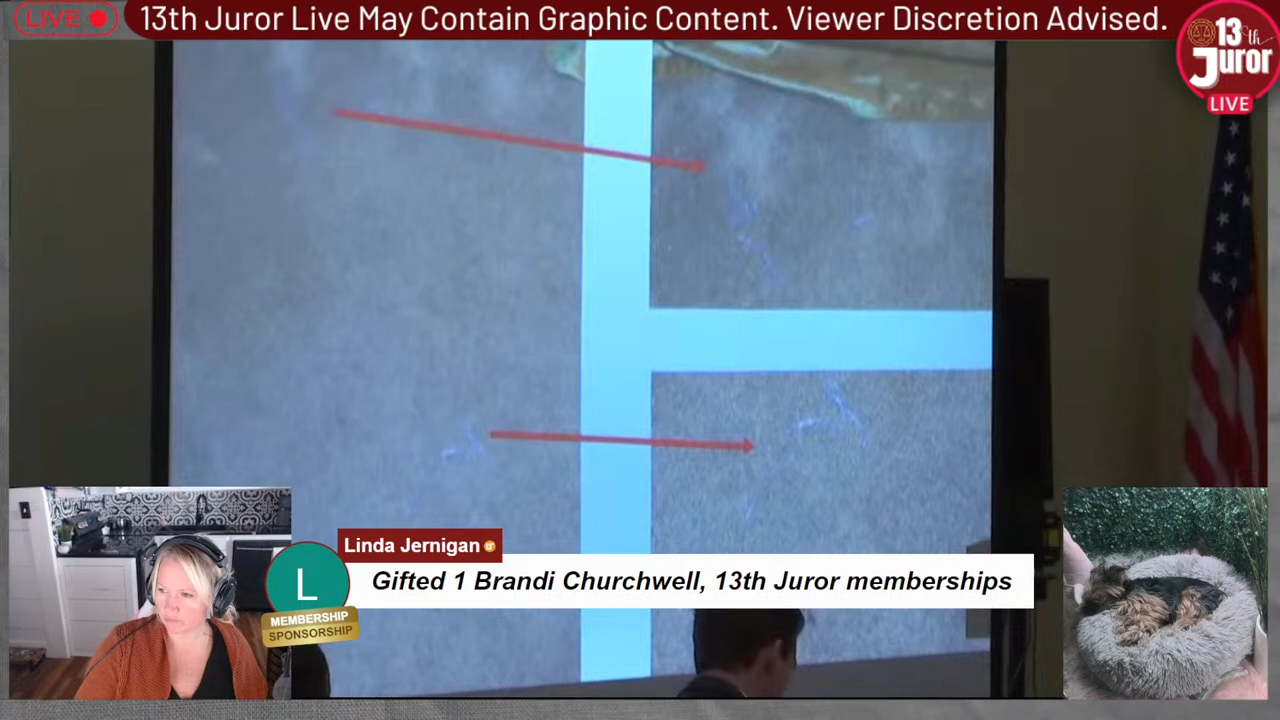 LIVE
13th Juror Live May Contain Graphic Content. Viewer Discretion Advised.
13th
Juror
LIVE
Linda Jernigan
L
Gifted 1 Brandi Churchwell, 13th Juror memberships
MEMBERSHIP
SPONSORSHIP